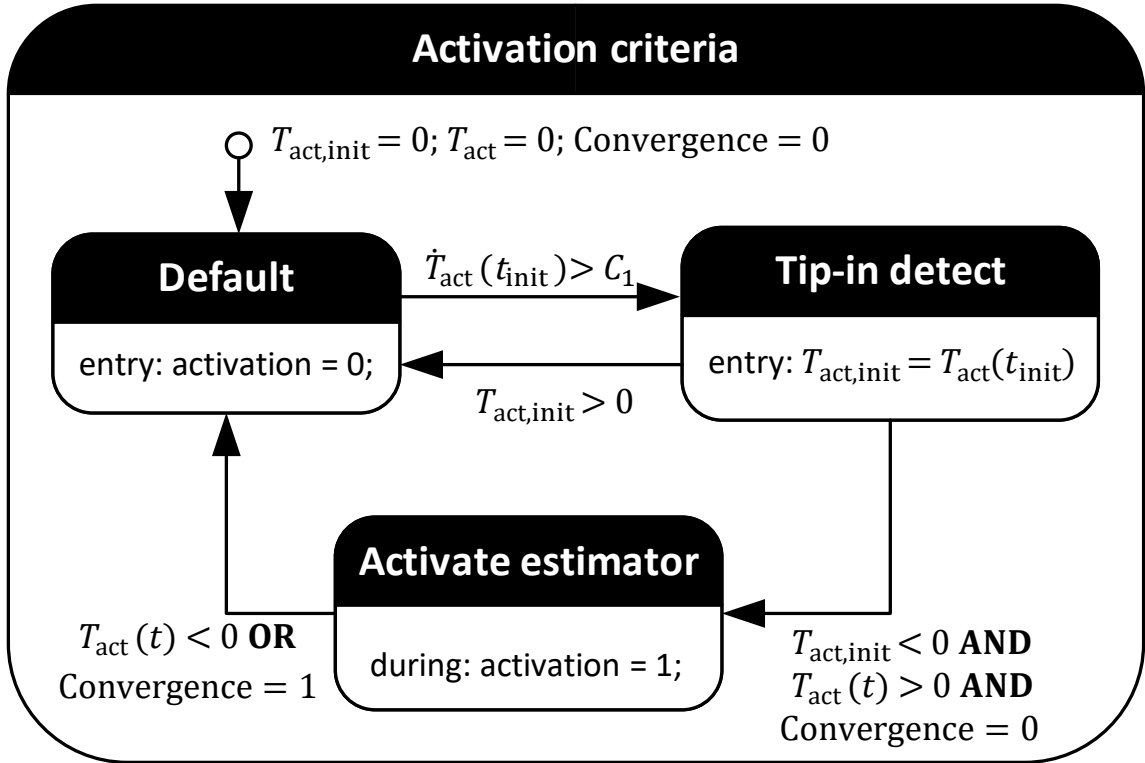 Activation criteria
T_act,init = 0; T_act = 0; Convergence = 0
Default
entry: activation = 0;
Ṫ_act (t_init) > C_1
Tip-in detect
entry: T_act,init = T_act(t_init)
T_act,init > 0
Activate estimator
during: activation = 1;
T_act (t) < 0 OR
Convergence = 1
T_act,init < 0 AND
T_act (t) > 0 AND
Convergence = 0